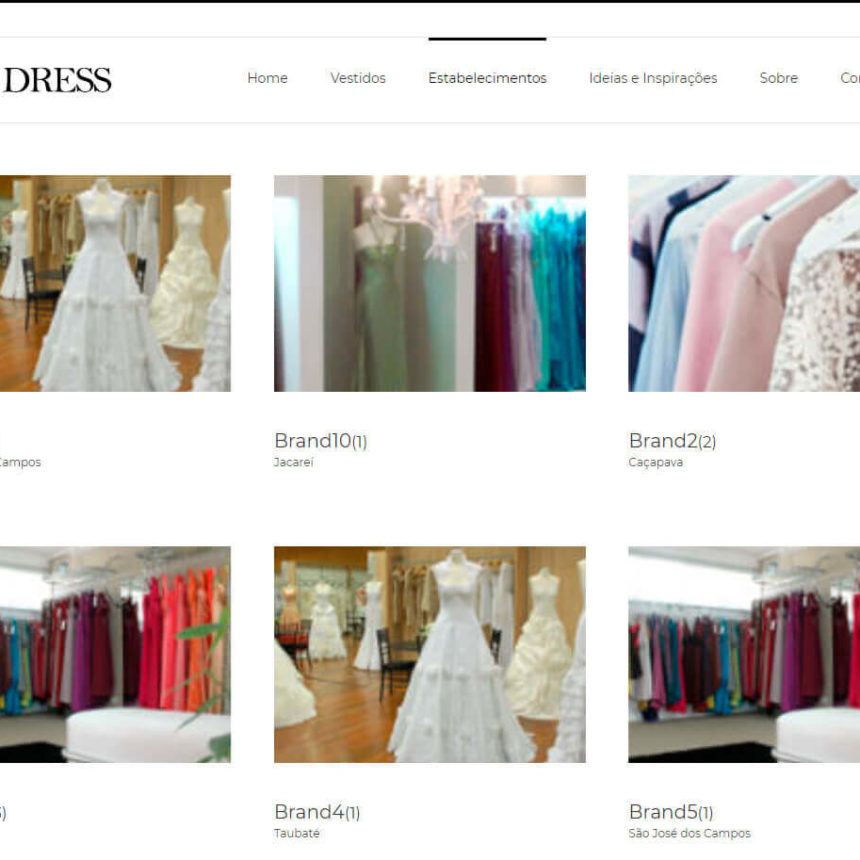 DRESS
Home Vestidos Estabelecimentos Ideias e Inspirações Sobre
Brand10(1)
Brand2(2)
Campos
Jacareí
Caçapava
Brand4(1)
Brand5(1)
Taubaté
São José dos Campos